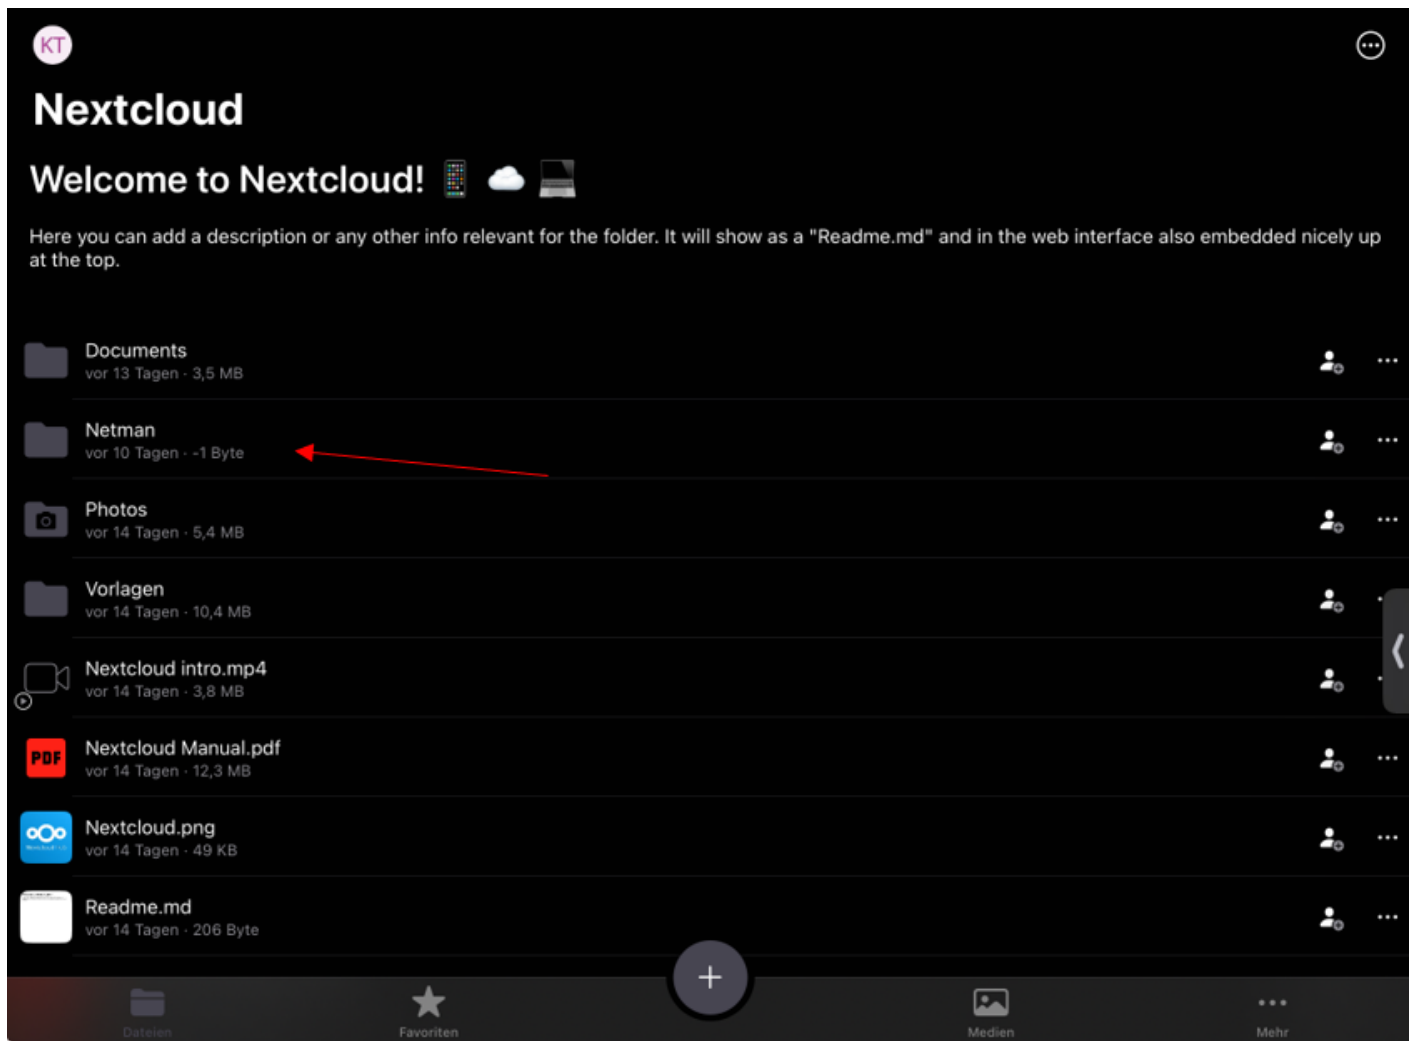 KT
Nextcloud
Welcome to Nextcloud! 📱 ☁️ 💻
Here you can add a description or any other info relevant for the folder. It will show as a "Readme.md" and in the web interface also embedded nicely up
at the top.
Documents
vor 13 Tagen · 3,5 MB
Netman
vor 10 Tagen · -1 Byte
Photos
vor 14 Tagen · 5,4 MB
Vorlagen
vor 14 Tagen · 10,4 MB
Nextcloud intro.mp4
vor 14 Tagen · 3,8 MB
PDF
Nextcloud Manual.pdf
vor 14 Tagen · 12,3 MB
Nextcloud.png
vor 14 Tagen · 49 KB
Readme.md
vor 14 Tagen · 206 Byte
Dateien
Favoriten
Medien
Mehr